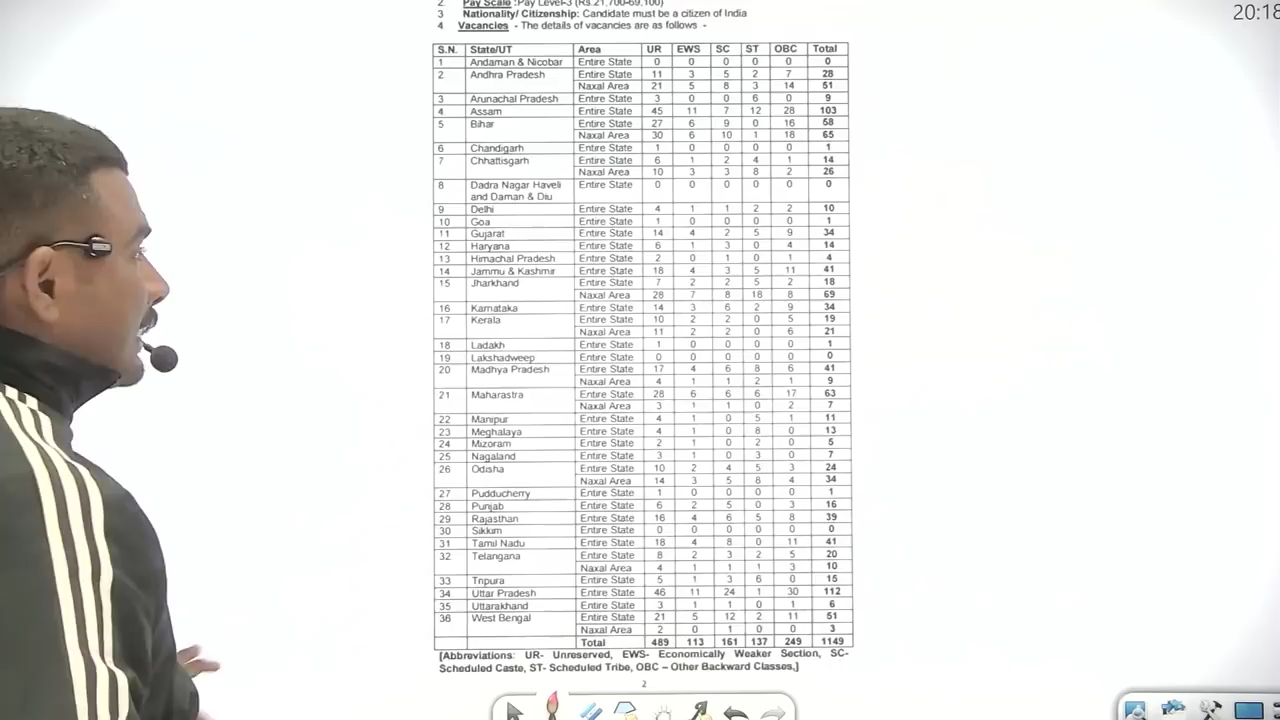 20:18
2 Pay Scale :Pay Level-3 (Rs.21,700-69,100)
3 Nationality/ Citizenship: Candidate must be a citizen of India
4 Vacancies - The details of vacancies are as follows -
S.N. State/UT Area UR EWS SC ST OBC Total
1 Andaman & Nicobar Entire State 0 0 0 0 0 0
2 Andhra Pradesh Entire State 11 3 5 2 7 28
Naxal Area 21 5 8 3 14 51
3 Arunachal Pradesh Entire State 3 0 0 6 0 9
4 Assam Entire State 45 11 7 12 28 103
5 Bihar Entire State 27 6 9 0 16 58
Naxal Area 30 6 10 1 18 65
6 Chandigarh Entire State 1 0 0 0 0 1
7 Chhattisgarh Entire State 6 1 2 4 1 14
Naxal Area 10 3 3 8 2 26
8 Dadra Nagar Haveli Entire State 0 0 0 0 0 0
and Daman & Diu
9 Delhi Entire State 4 1 1 2 2 10
10 Goa Entire State 1 0 0 0 0 1
11 Gujarat Entire State 14 4 2 5 9 34
12 Haryana Entire State 6 1 3 0 4 14
13 Himachal Pradesh Entire State 2 0 1 0 1 4
14 Jammu & Kashmir Entire State 18 4 3 5 11 41
15 Jharkhand Entire State 7 2 2 5 2 18
Naxal Area 28 7 8 18 8 69
16 Karnataka Entire State 14 3 6 2 9 34
17 Kerala Entire State 10 2 2 0 5 19
Naxal Area 11 2 2 0 6 21
18 Ladakh Entire State 1 0 0 0 0 1
19 Lakshadweep Entire State 0 0 0 0 0 0
20 Madhya Pradesh Entire State 17 4 6 8 6 41
Naxal Area 4 1 1 2 1 9
21 Maharastra Entire State 28 6 6 6 17 63
Naxal Area 3 1 1 0 2 7
22 Manipur Entire State 4 1 0 5 1 11
23 Meghalaya Entire State 4 1 0 8 0 13
24 Mizoram Entire State 2 1 0 2 0 5
25 Nagaland Entire State 3 1 0 3 0 7
26 Odisha Entire State 10 2 4 5 3 24
Naxal Area 14 3 5 8 4 34
27 Pudducherry Entire State 1 0 0 0 0 1
28 Punjab Entire State 6 2 5 0 3 16
29 Rajasthan Entire State 16 4 6 5 8 39
30 Sikkim Entire State 0 0 0 0 0 0
31 Tamil Nadu Entire State 18 4 8 0 11 41
32 Telangana Entire State 8 2 3 2 5 20
Naxal Area 4 1 1 1 3 10
33 Tripura Entire State 5 1 3 6 0 15
34 Uttar Pradesh Entire State 46 11 24 1 30 112
35 Uttarakhand Entire State 3 1 1 0 1 6
36 West Bengal Entire State 21 5 12 2 11 51
Naxal Area 2 0 1 0 0 3
Total 489 113 161 137 249 1149
[Abbreviations: UR- Unreserved, EWS- Economically Weaker Section, SC-
Scheduled Caste, ST- Scheduled Tribe, OBC – Other Backward Classes.]
2